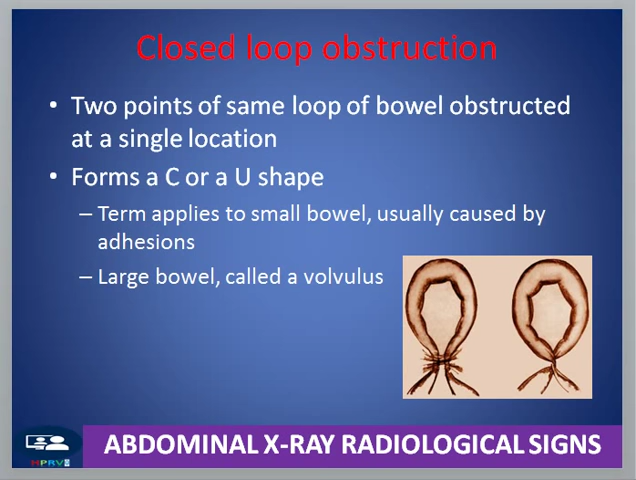 Closed loop obstruction
• Two points of same loop of bowel obstructed
at a single location
• Forms a C or a U shape
– Term applies to small bowel, usually caused by
adhesions
– Large bowel, called a volvulus
ABDOMINAL X-RAY RADIOLOGICAL SIGNS